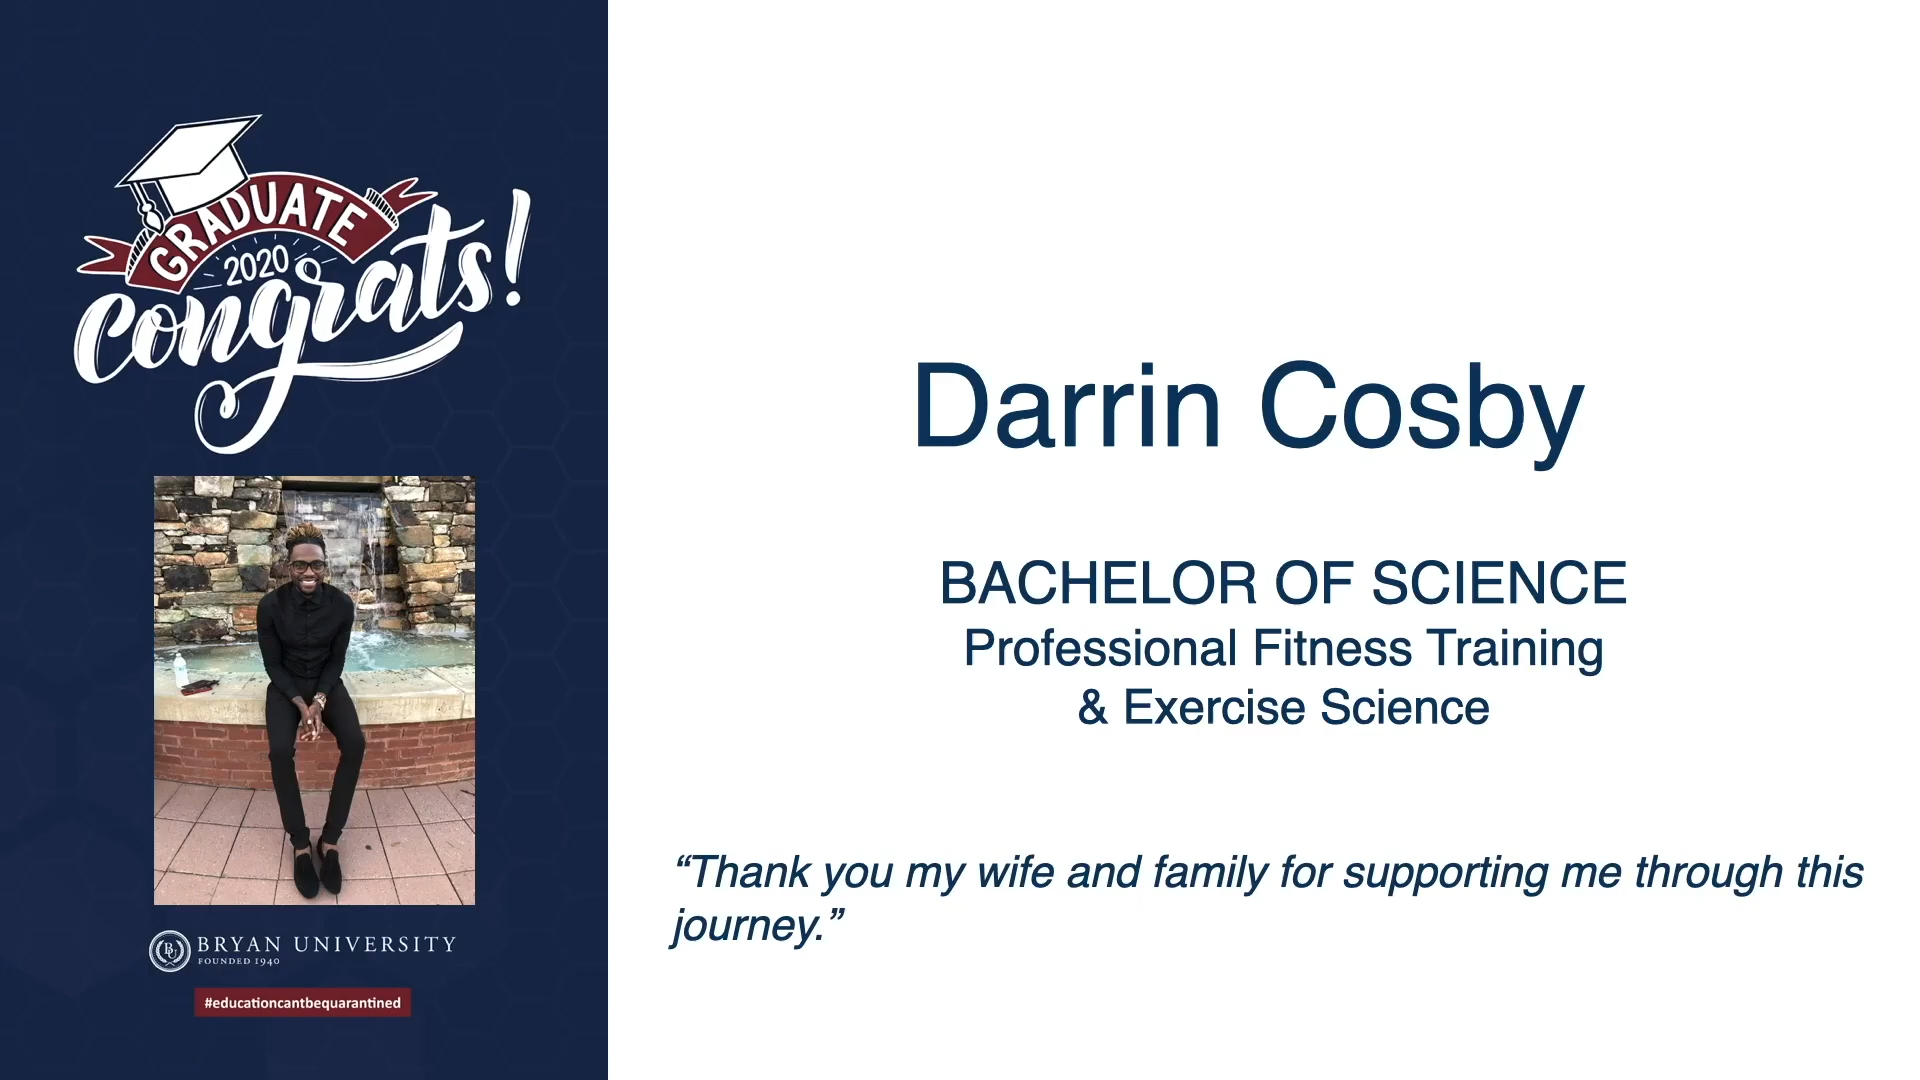 GRADUATE
2020
congrats!
BU
BRYAN UNIVERSITY
FOUNDED 1940
#educationcantbequarantined
Darrin Cosby
BACHELOR OF SCIENCE
Professional Fitness Training
& Exercise Science
“Thank you my wife and family for supporting me through this
journey.”